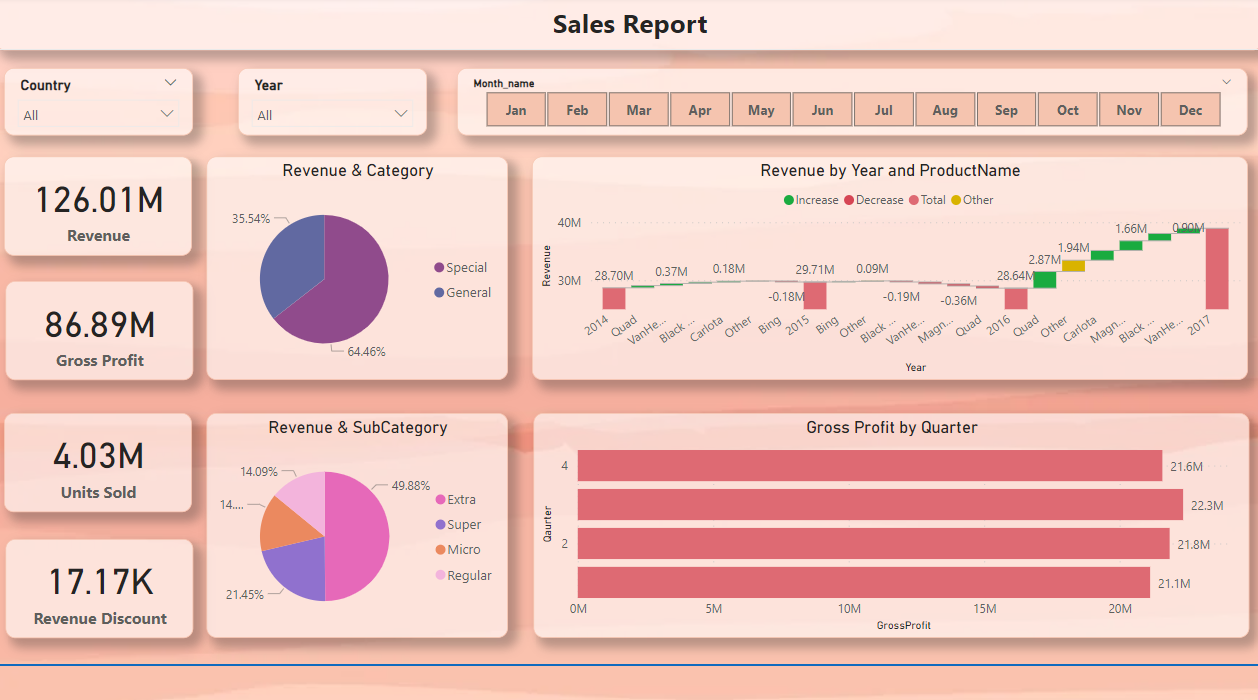 Sales Report
Country
All
Year
All
Month_name
Jan Feb Mar Apr May Jun Jul Aug Sep Oct Nov Dec
126.01M
Revenue
86.89M
Gross Profit
4.03M
Units Sold
17.17K
Revenue Discount
Revenue & Category
35.54%
64.46%
Special
General
Revenue by Year and ProductName
Increase Decrease Total Other
Revenue
40M
30M
28.70M 0.37M 0.18M -0.18M 29.71M 0.09M -0.19M -0.36M 28.64M 2.87M 1.94M 1.66M 0.90M
2014 Quad VanHe... Black ... Carlota Other Bing 2015 Bing Other Black ... VanHe... Magn... Quad 2016 Quad Other Carlota Magn... Black ... VanHe... 2017
Year
Revenue & SubCategory
14.09%
49.88%
14....
21.45%
Extra
Super
Micro
Regular
Gross Profit by Quarter
Qaurter
4 21.6M
22.3M
2 21.8M
21.1M
0M 5M 10M 15M 20M
GrossProfit